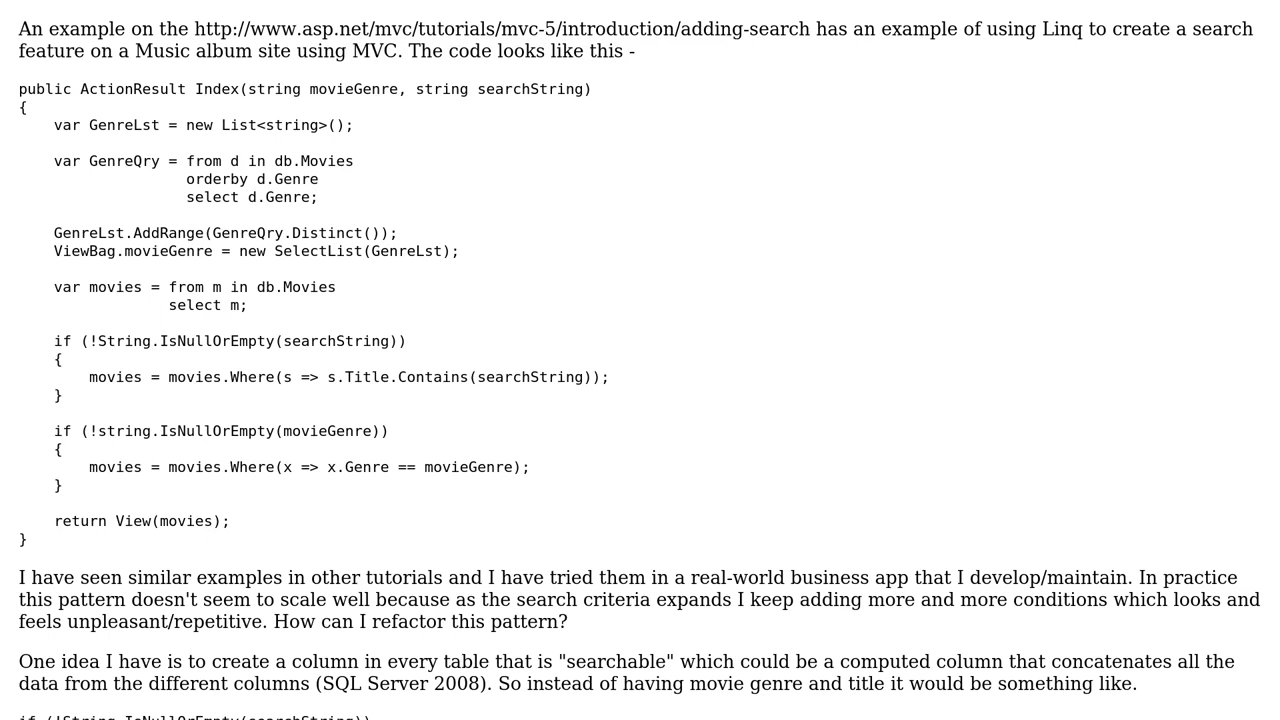 An example on the http://www.asp.net/mvc/tutorials/mvc-5/introduction/adding-search has an example of using Linq to create a search
feature on a Music album site using MVC. The code looks like this -
public ActionResult Index(string movieGenre, string searchString)
{
    var GenreLst = new List<string>();
    var GenreQry = from d in db.Movies
                   orderby d.Genre
                   select d.Genre;
    GenreLst.AddRange(GenreQry.Distinct());
    ViewBag.movieGenre = new SelectList(GenreLst);
    var movies = from m in db.Movies
                 select m;
    if (!String.IsNullOrEmpty(searchString))
    {
        movies = movies.Where(s => s.Title.Contains(searchString));
    }
    if (!string.IsNullOrEmpty(movieGenre))
    {
        movies = movies.Where(x => x.Genre == movieGenre);
    }
    return View(movies);
}
I have seen similar examples in other tutorials and I have tried them in a real-world business app that I develop/maintain. In practice
this pattern doesn't seem to scale well because as the search criteria expands I keep adding more and more conditions which looks and
feels unpleasant/repetitive. How can I refactor this pattern?
One idea I have is to create a column in every table that is "searchable" which could be a computed column that concatenates all the
data from the different columns (SQL Server 2008). So instead of having movie genre and title it would be something like.
if (!String.IsNullOrEmpty(searchString))